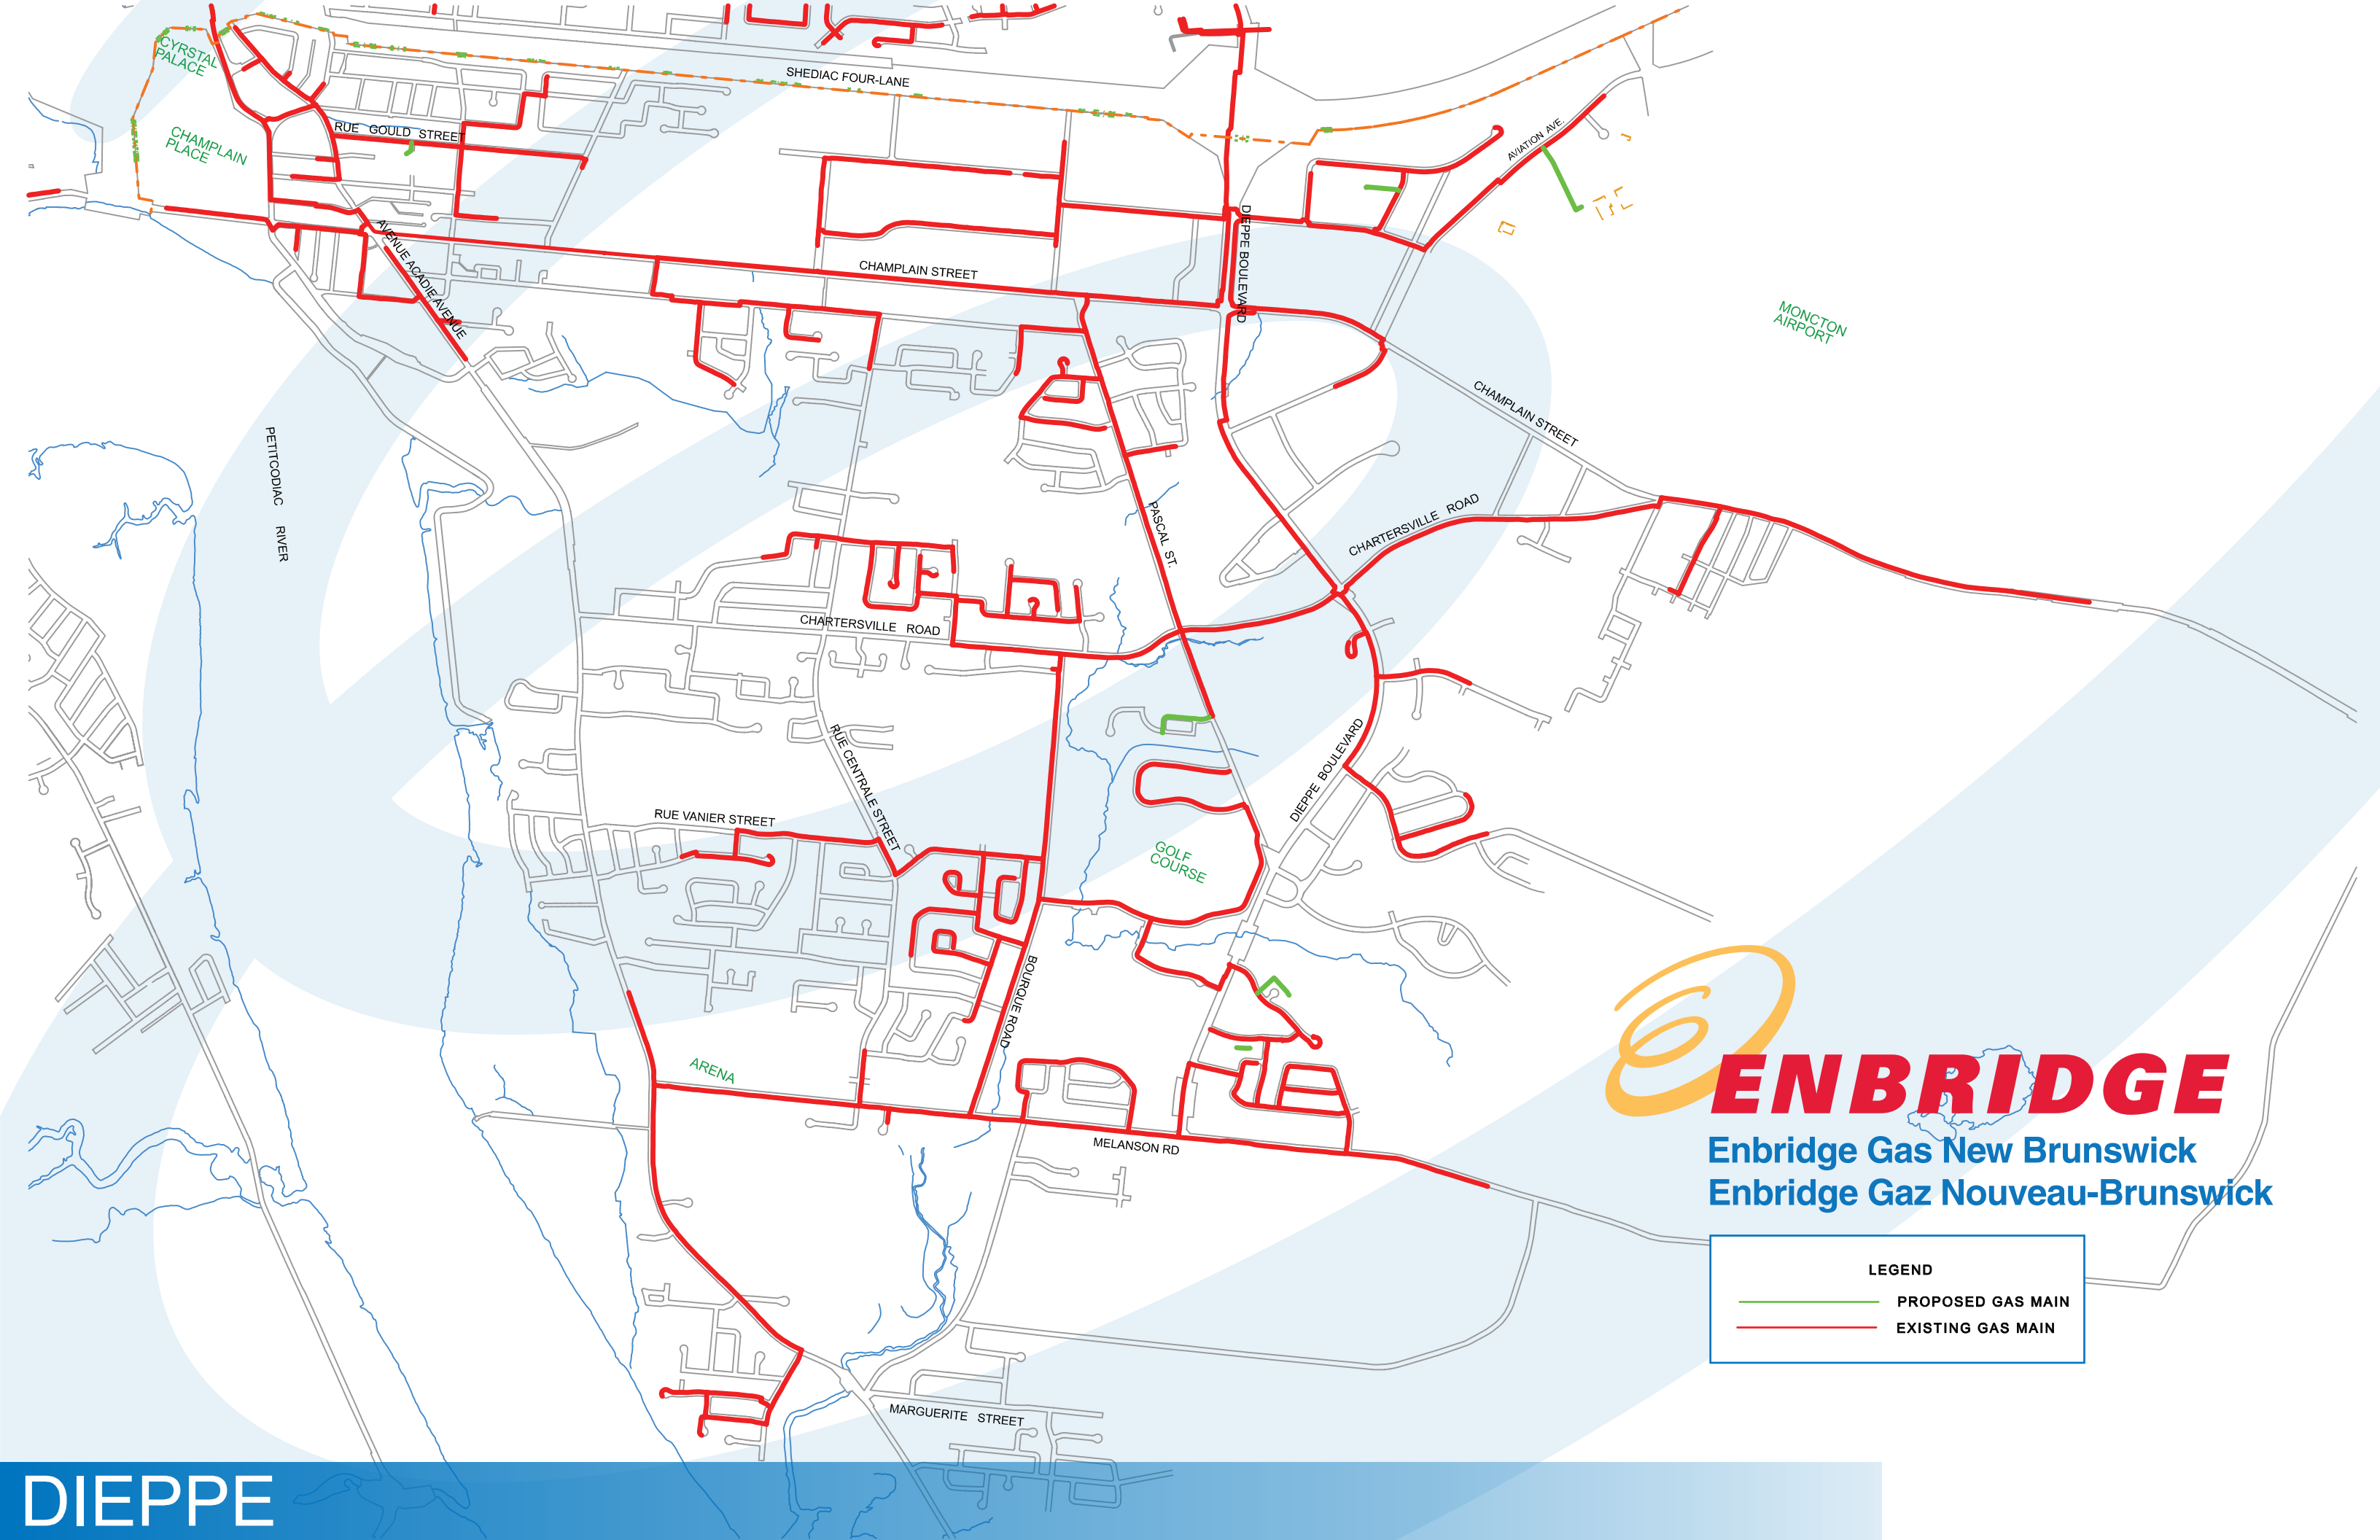 CYRSTAL
PALACE
SHEDIAC FOUR-LANE
CHAMPLAIN
PLACE
RUE GOULD STREET
AVIATION AVE.
AVENUE ACADIE AVENUE
DIEPPE BOULEVARD
CHAMPLAIN STREET
MONCTON
AIRPORT
CHAMPLAIN STREET
PETITCODIAC RIVER
PASCAL ST.
CHARTERSVILLE ROAD
CHARTERSVILLE ROAD
RUE CENTRALE STREET
DIEPPE BOULEVARD
RUE VANIER STREET
GOLF
COURSE
BOURQUE ROAD
ARENA
MELANSON RD
ENBRIDGE
Enbridge Gas New Brunswick
Enbridge Gaz Nouveau-Brunswick
LEGEND
PROPOSED GAS MAIN
EXISTING GAS MAIN
MARGUERITE STREET
DIEPPE